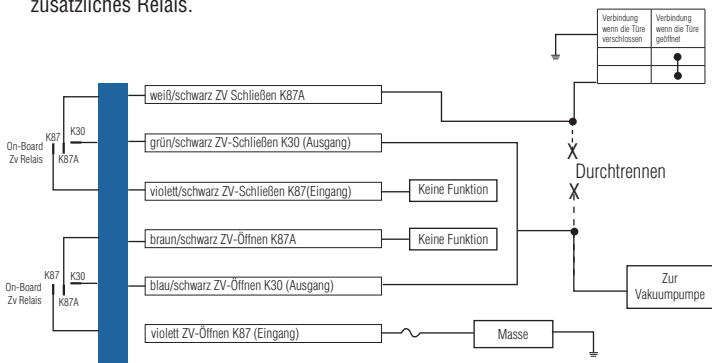 zusätzliches Relais.
Verbindung
wenn die Türe
verschlossen
Verbindung
wenn die Türe
geöffnet
weiß/schwarz ZV Schließen K87A
K87
K30
On-Board
Zv Relais
K87A
grün/schwarz ZV-Schließen K30 (Ausgang)
X
Durchtrennen
X
violett/schwarz ZV-Schließen K87(Eingang)
Keine Funktion
braun/schwarz ZV-Öffnen K87A
Keine Funktion
K87
K30
On-Board
Zv Relais
K87A
blau/schwarz ZV-Öffnen K30 (Ausgang)
Zur
Vakuumpumpe
violett ZV-Öffnen K87 (Eingang)
Masse